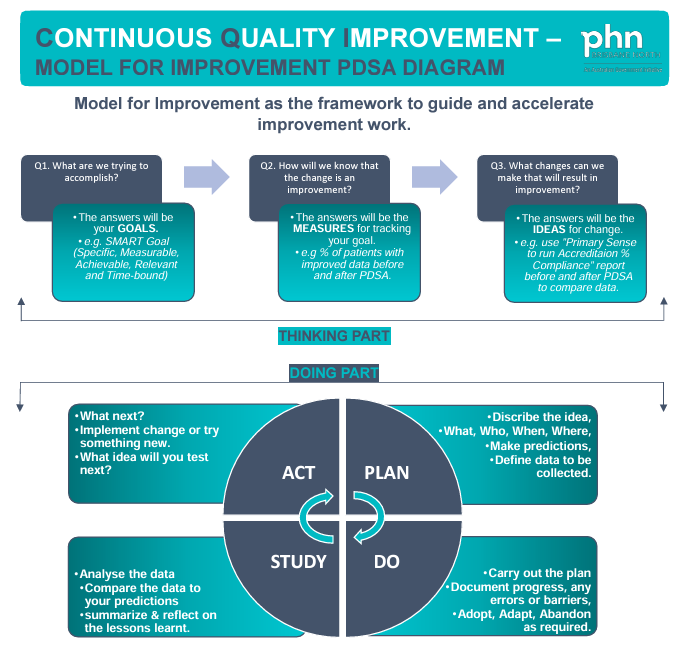 CONTINUOUS QUALITY IMPROVEMENT –
MODEL FOR IMPROVEMENT PDSA DIAGRAM
phn
Model for Improvement as the framework to guide and accelerate
improvement work.
Q1. What are we trying to
accomplish?
• The answers will be
your GOALS.
• e.g. SMART Goal
(Specific, Measurable,
Achievable, Relevant
and Time-bound)
Q2. How will we know that
the change is an
improvement?
• The answers will be the
MEASURES for tracking
your goal.
• e.g % of patients with
improved data before
and after PDSA.
Q3. What changes can we
make that will result in
improvement?
• The answers will be the
IDEAS for change.
• e.g. use "Primary Sense
to run Accreditaion %
Compliance" report
before and after PDSA
to compare data.
THINKING PART
DOING PART
•What next?
•Implement change or try
something new.
•What idea will you test
next?
ACT
PLAN
•Discribe the idea,
•What, Who, When, Where,
•Make predictions,
•Define data to be
collected.
•Analyse the data
•Compare the data to
your predictions
•summarize & reflect on
the lessons learnt.
STUDY
DO
•Carry out the plan
•Document progress, any
errors or barriers,
•Adopt, Adapt, Abandon
as required.